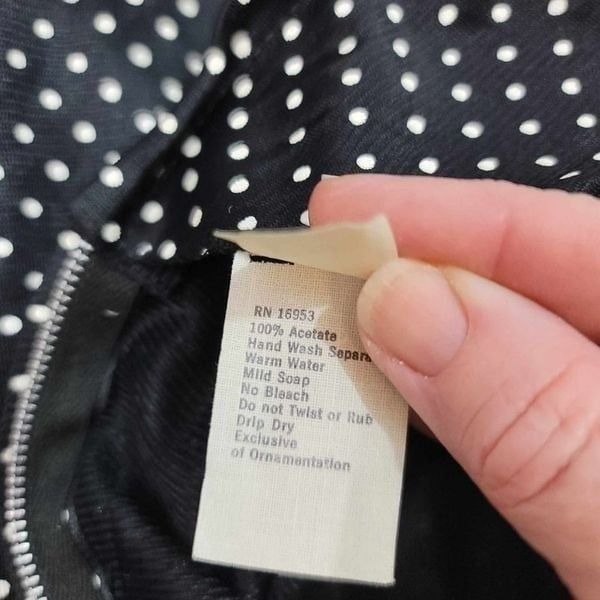 RN 16953
100% Acetate
Hand Wash Separa
Warm Water
Mild Soap
No Bleach
Do not Twist or Rub
Drip Dry
Exclusive
of Ornamentation